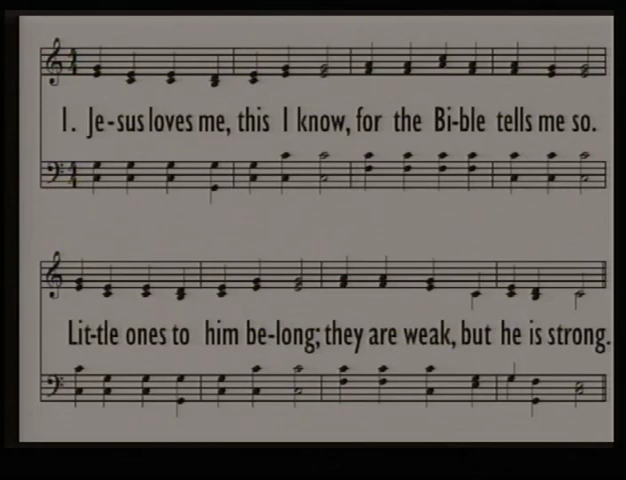 1. Je-sus loves me, this I know, for the Bi-ble tells me so.
Lit-tle ones to him be-long; they are weak, but he is strong.